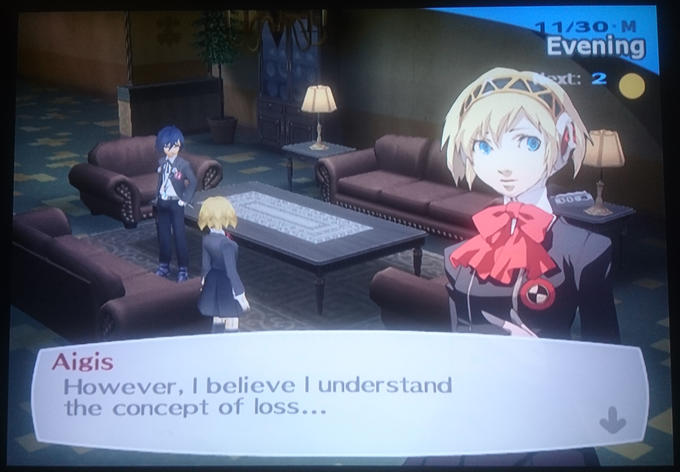 11/30·M
Evening
Next: 2
Aigis
However, I believe I understand
the concept of loss...